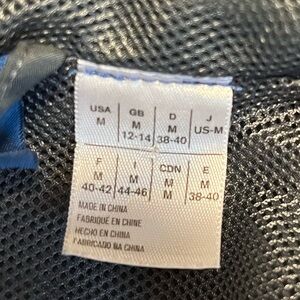 USA GB D J
M M M US-M
12-14 38-40
F I CDN E
M M M M
40-42 44-46 M 38-40
MADE IN CHINA
FABRIQUÉ EN CHINE
HECHO EN CHINA
FABRICADO NA CHINA